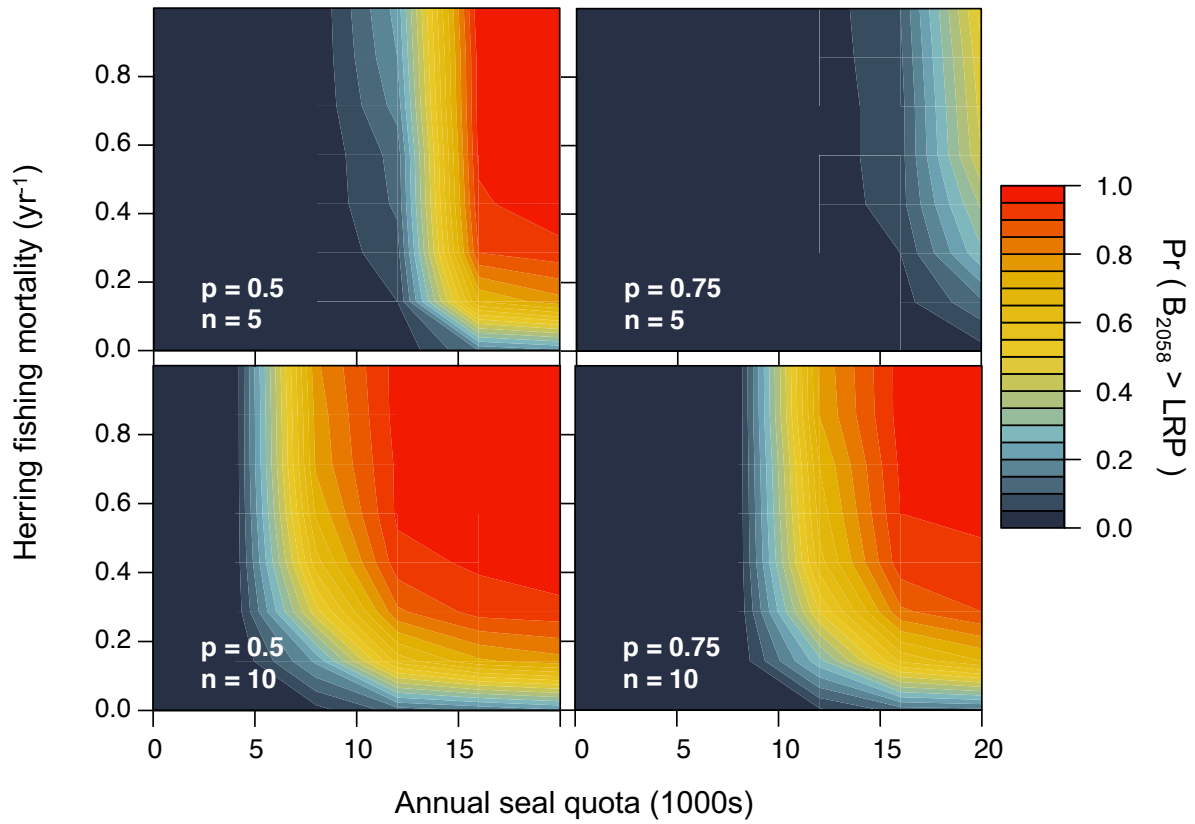 Herring fishing mortality (yr-1)
0.8
0.6
0.4
0.2
0.0
p = 0.5
n = 5
p = 0.75
n = 5
0.8
0.6
0.4
0.2
0.0
p = 0.5
n = 10
p = 0.75
n = 10
0 5 10 15
0 5 10 15 20
Annual seal quota (1000s)
1.0
0.8
0.6
0.4
0.2
0.0
Pr ( B2058 > LRP )